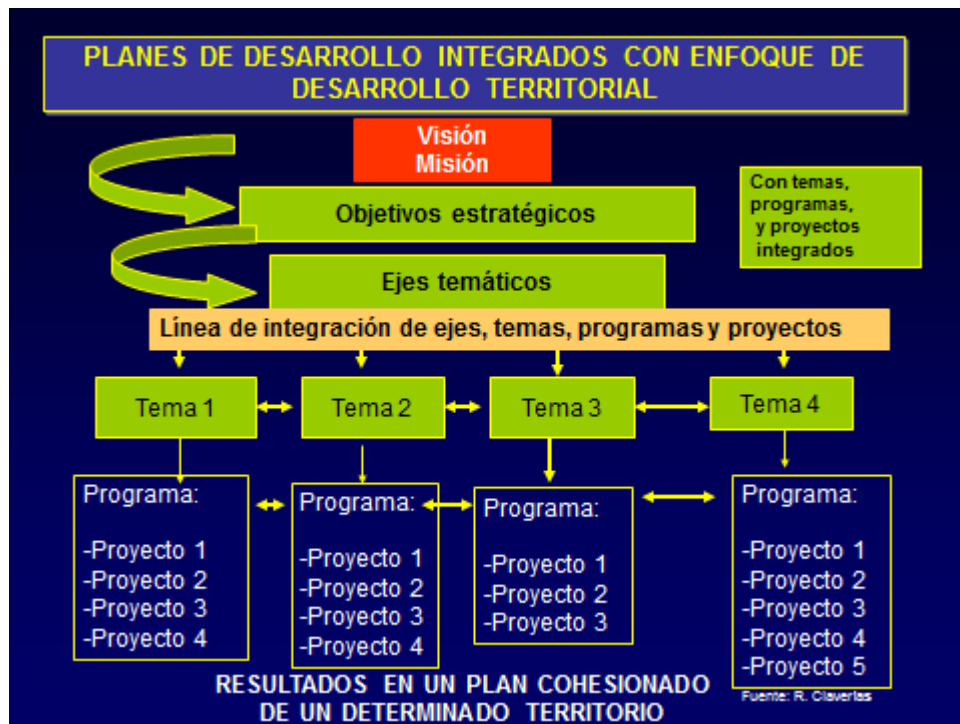 PLANES DE DESARROLLO INTEGRADOS CON ENFOQUE DE
DESARROLLO TERRITORIAL
Visión
Misión
Objetivos estratégicos
Con temas,
programas,
y proyectos
integrados
Ejes temáticos
Línea de integración de ejes, temas, programas y proyectos
Tema 1
Tema 2
Tema 3
Tema 4
Programa:
-Proyecto 1
-Proyecto 2
-Proyecto 3
-Proyecto 4
Programa:
-Proyecto 1
-Proyecto 2
-Proyecto 3
-Proyecto 4
Programa:
-Proyecto 1
-Proyecto 2
-Proyecto 3
Programa:
-Proyecto 1
-Proyecto 2
-Proyecto 3
-Proyecto 4
-Proyecto 5
RESULTADOS EN UN PLAN COHESIONADO
DE UN DETERMINADO TERRITORIO
Fuente: R. Claverías